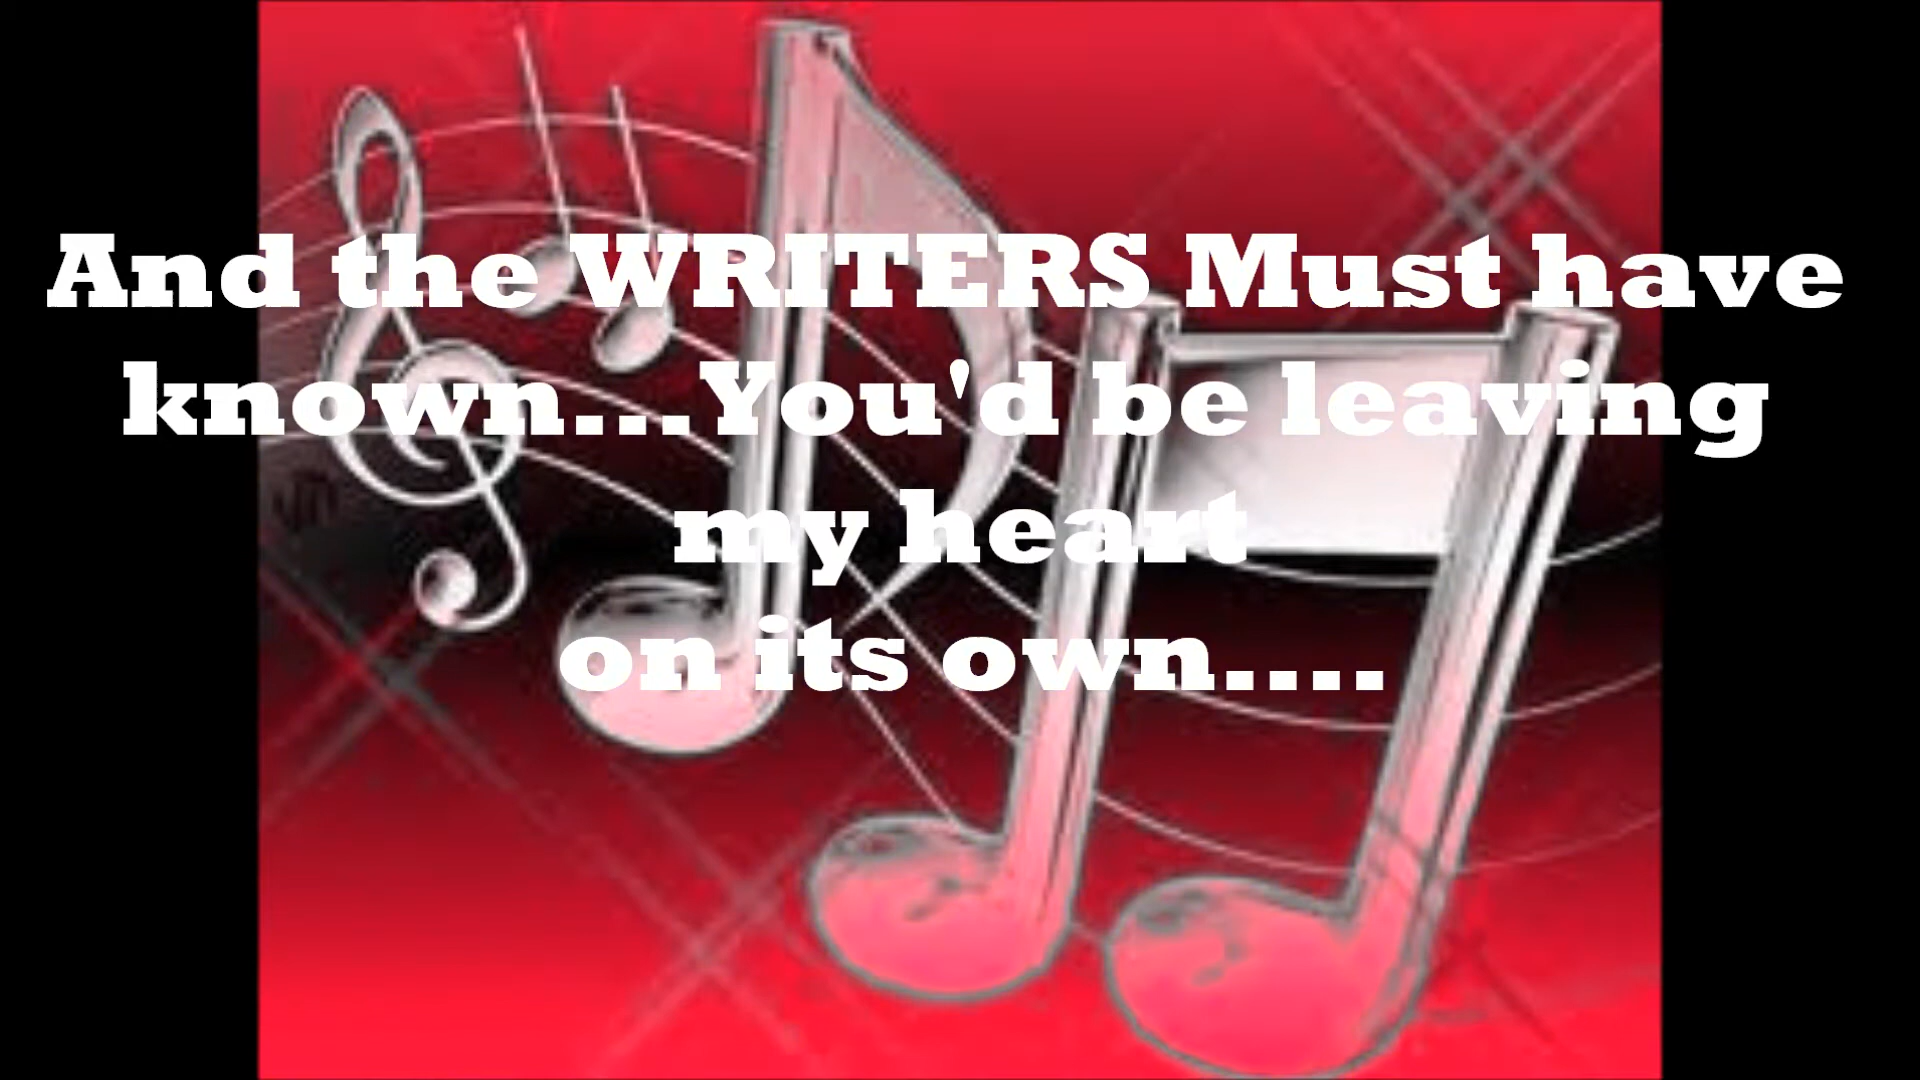 And the WRITERS Must have
known...You'd be leaving
my heart
on its own....